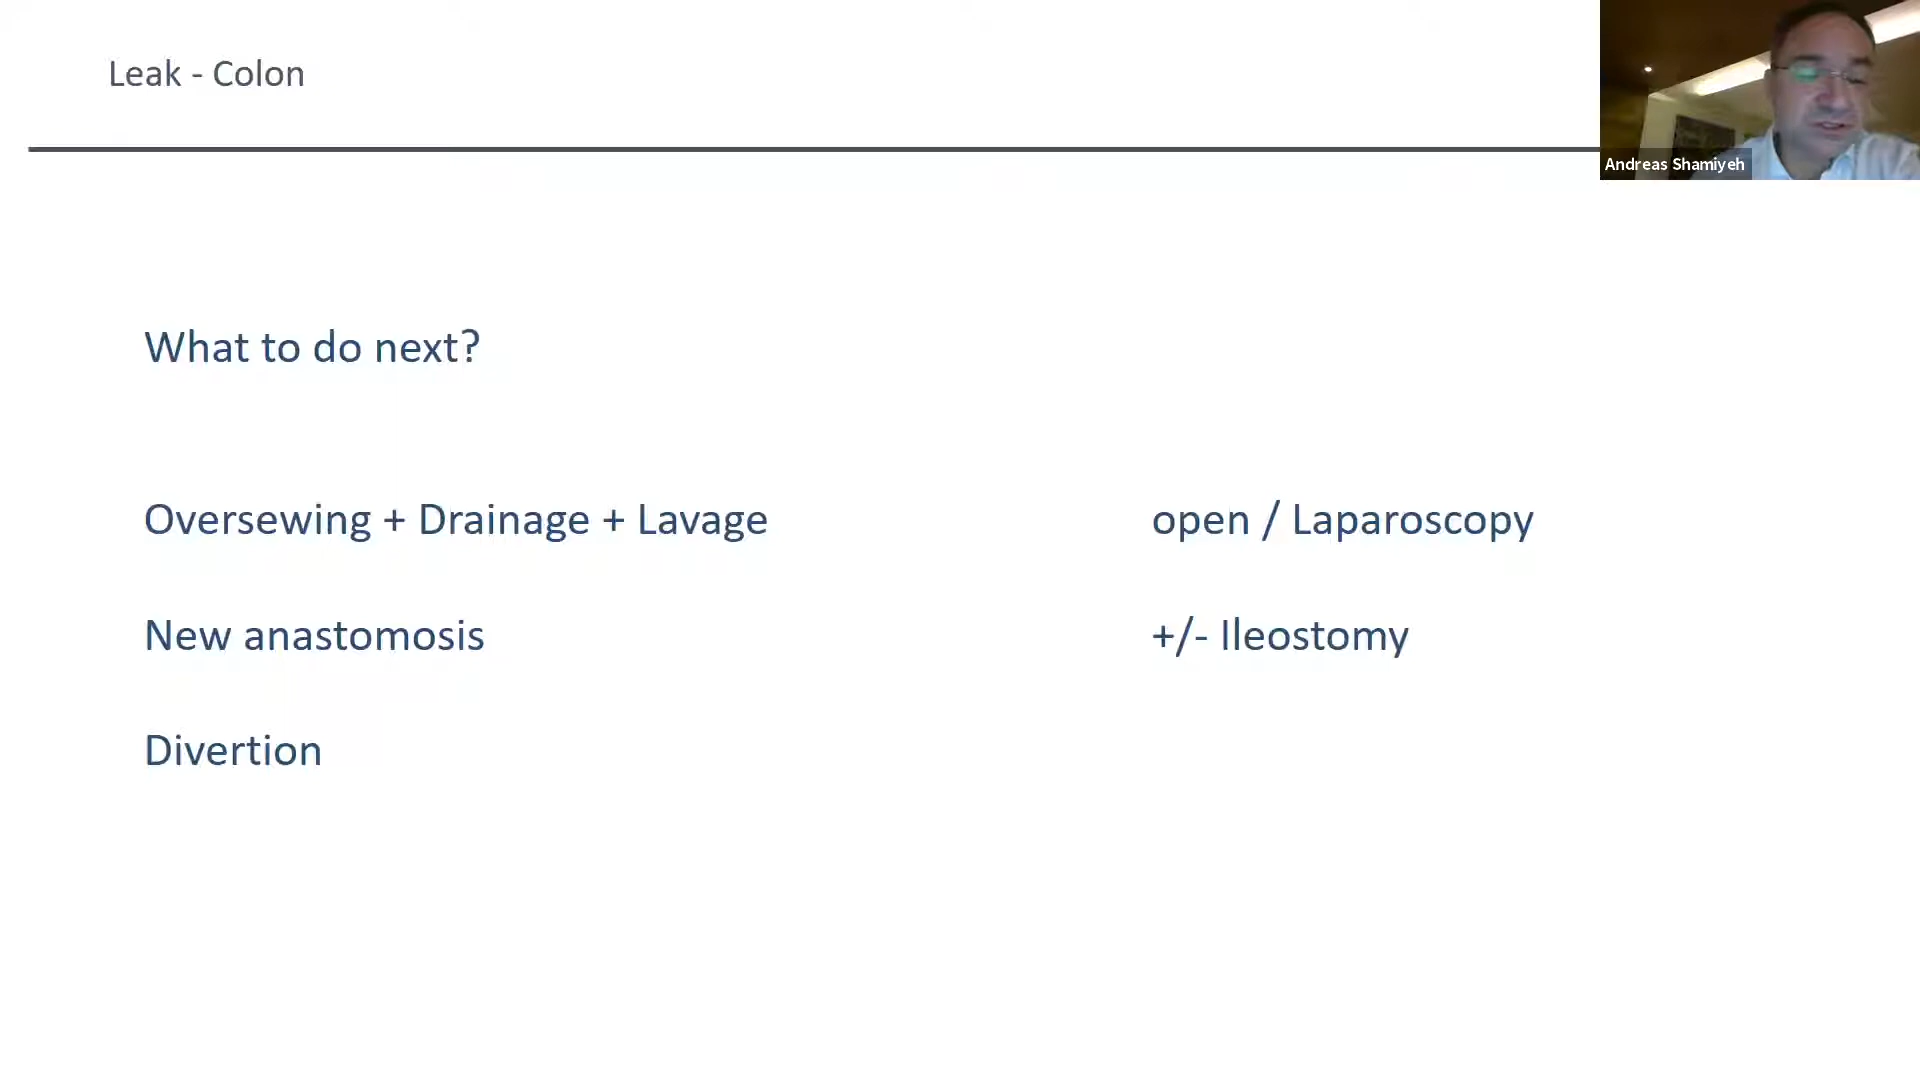 Leak - Colon
Andreas Shamiyeh
What to do next?
Oversewing + Drainage + Lavage
open / Laparoscopy
New anastomosis
+/- Ileostomy
Divertion